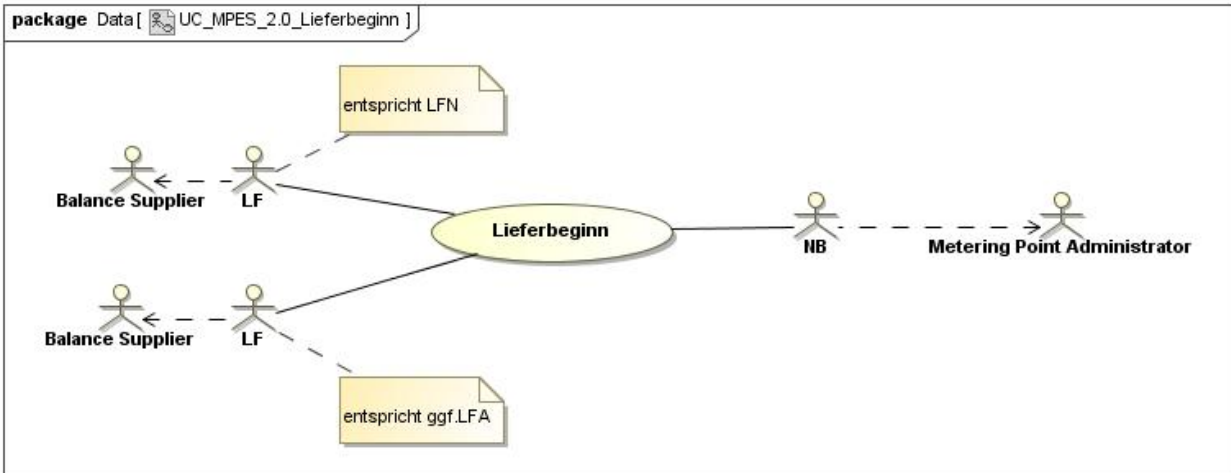 package Data [ UC_MPES_2.0_Lieferbeginn ]
entspricht LFN
Balance Supplier
LF
Lieferbeginn
NB
Metering Point Administrator
Balance Supplier
LF
entspricht ggf.LFA